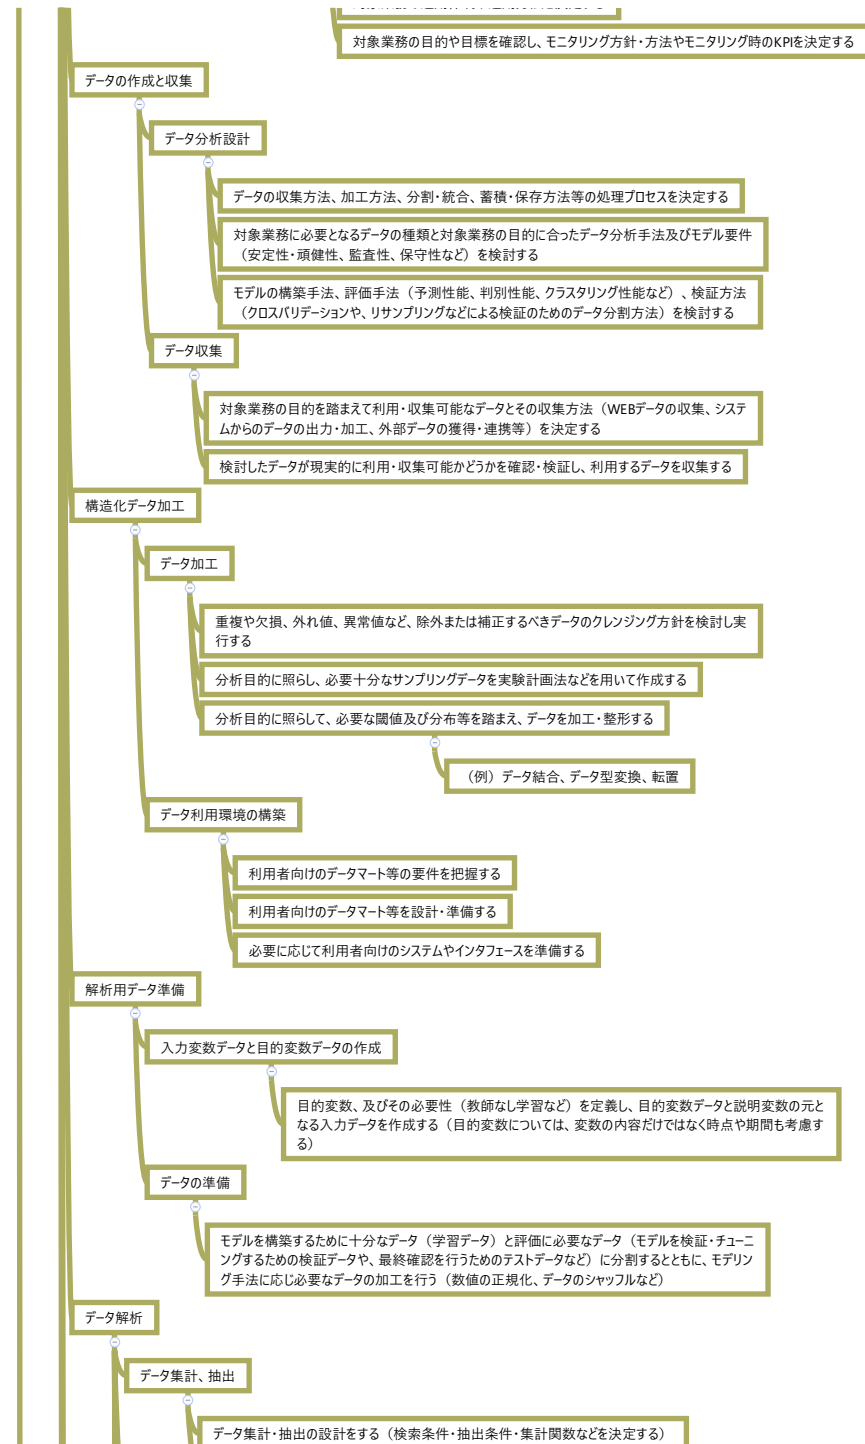 対象業務の目的や目標を確認し、モニタリング方針・方法やモニタリング時のKPIを決定する
データの作成と収集
データ分析設計
データの収集方法、加工方法、分割・統合、蓄積・保存方法等の処理プロセスを決定する
対象業務に必要となるデータの種類と対象業務の目的に合ったデータ分析手法及びモデル要件
（安定性・頑健性、監査性、保守性など）を検討する
モデルの構築手法、評価手法（予測性能、判別性能、クラスタリング性能など）、検証方法
（クロスバリデーションや、リサンプリングなどによる検証のためのデータ分割方法）を検討する
データ収集
対象業務の目的を踏まえて利用・収集可能なデータとその収集方法（WEBデータの収集、システ
ムからのデータの出力・加工、外部データの獲得・連携等）を決定する
検討したデータが現実的に利用・収集可能かどうかを確認・検証し、利用するデータを収集する
構造化データ加工
データ加工
重複や欠損、外れ値、異常値など、除外または補正するべきデータのクレンジング方針を検討し実
行する
分析目的に照らし、必要十分なサンプリングデータを実験計画法などを用いて作成する
分析目的に照らして、必要な閾値及び分布等を踏まえ、データを加工・整形する
（例）データ結合、データ型変換、転置
データ利用環境の構築
利用者向けのデータマート等の要件を把握する
利用者向けのデータマート等を設計・準備する
必要に応じて利用者向けのシステムやインタフェースを準備する
解析用データ準備
入力変数データと目的変数データの作成
目的変数、及びその必要性（教師なし学習など）を定義し、目的変数データと説明変数の元と
なる入力データを作成する（目的変数については、変数の内容だけではなく時点や期間も考慮す
る）
データの準備
モデルを構築するために十分なデータ（学習データ）と評価に必要なデータ（モデルを検証・チューニ
ングするための検証データや、最終確認を行うためのテストデータなど）に分割するとともに、モデリン
グ手法に応じ必要なデータの加工を行う（数値の正規化、データのシャッフルなど）
データ解析
データ集計、抽出
データ集計・抽出の設計をする（検索条件・抽出条件・集計関数などを決定する）